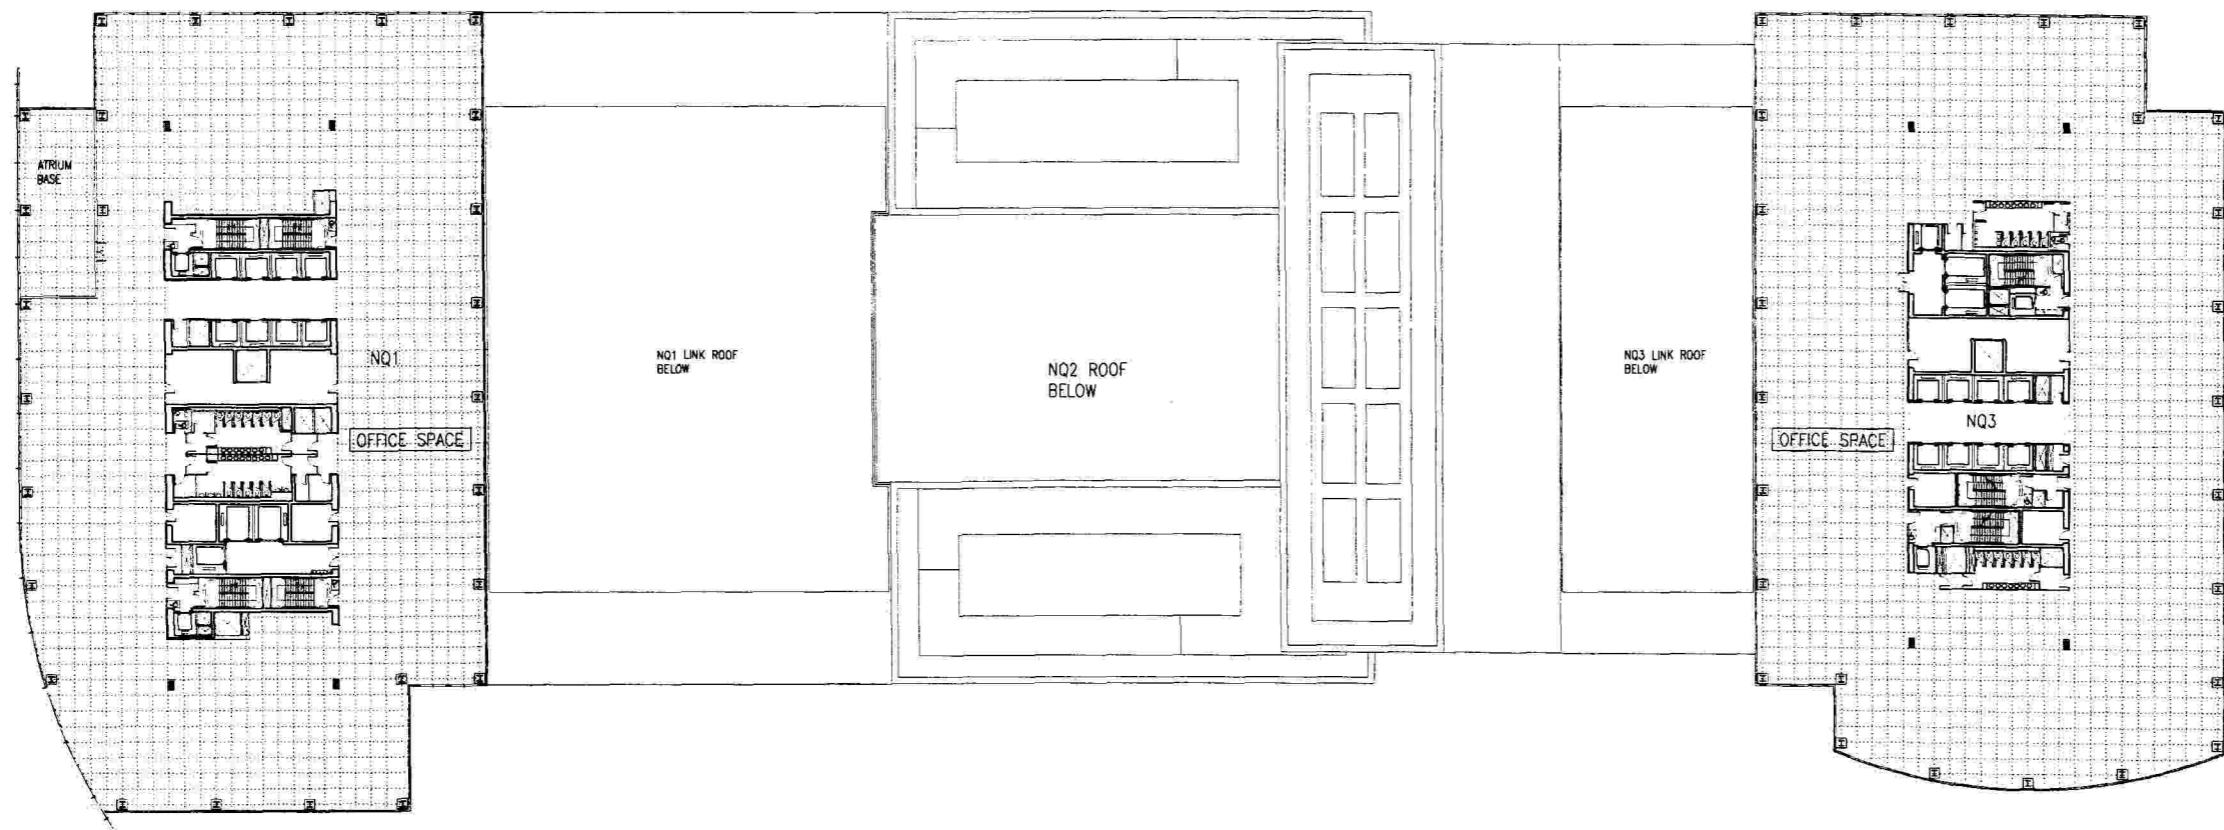 ATRIUM
BASE
NQ1
OFFICE SPACE
NQ1 LINK ROOF
BELOW
NQ2 ROOF
BELOW
NQ3 LINK ROOF
BELOW
OFFICE SPACE
NQ3